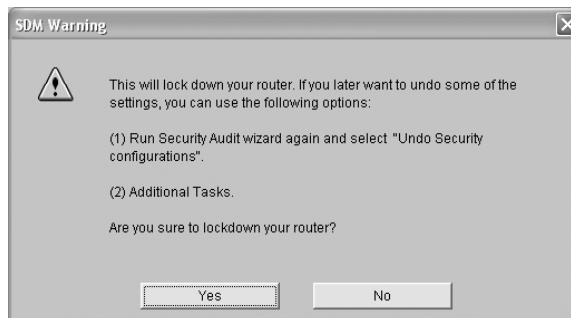 SDM Warning
This will lock down your router. If you later want to undo some of the
settings, you can use the following options:
(1) Run Security Audit wizard again and select "Undo Security
configurations".
(2) Additional Tasks.
Are you sure to lockdown your router?
Yes No